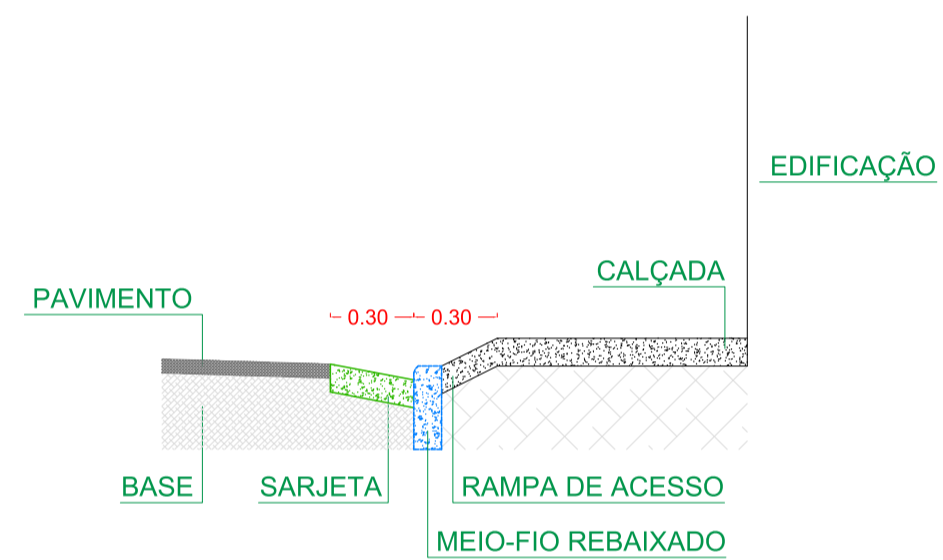 EDIFICAÇÃO
CALÇADA
PAVIMENTO
0.30 0.30
BASE SARJETA RAMPA DE ACESSO
MEIO-FIO REBAIXADO